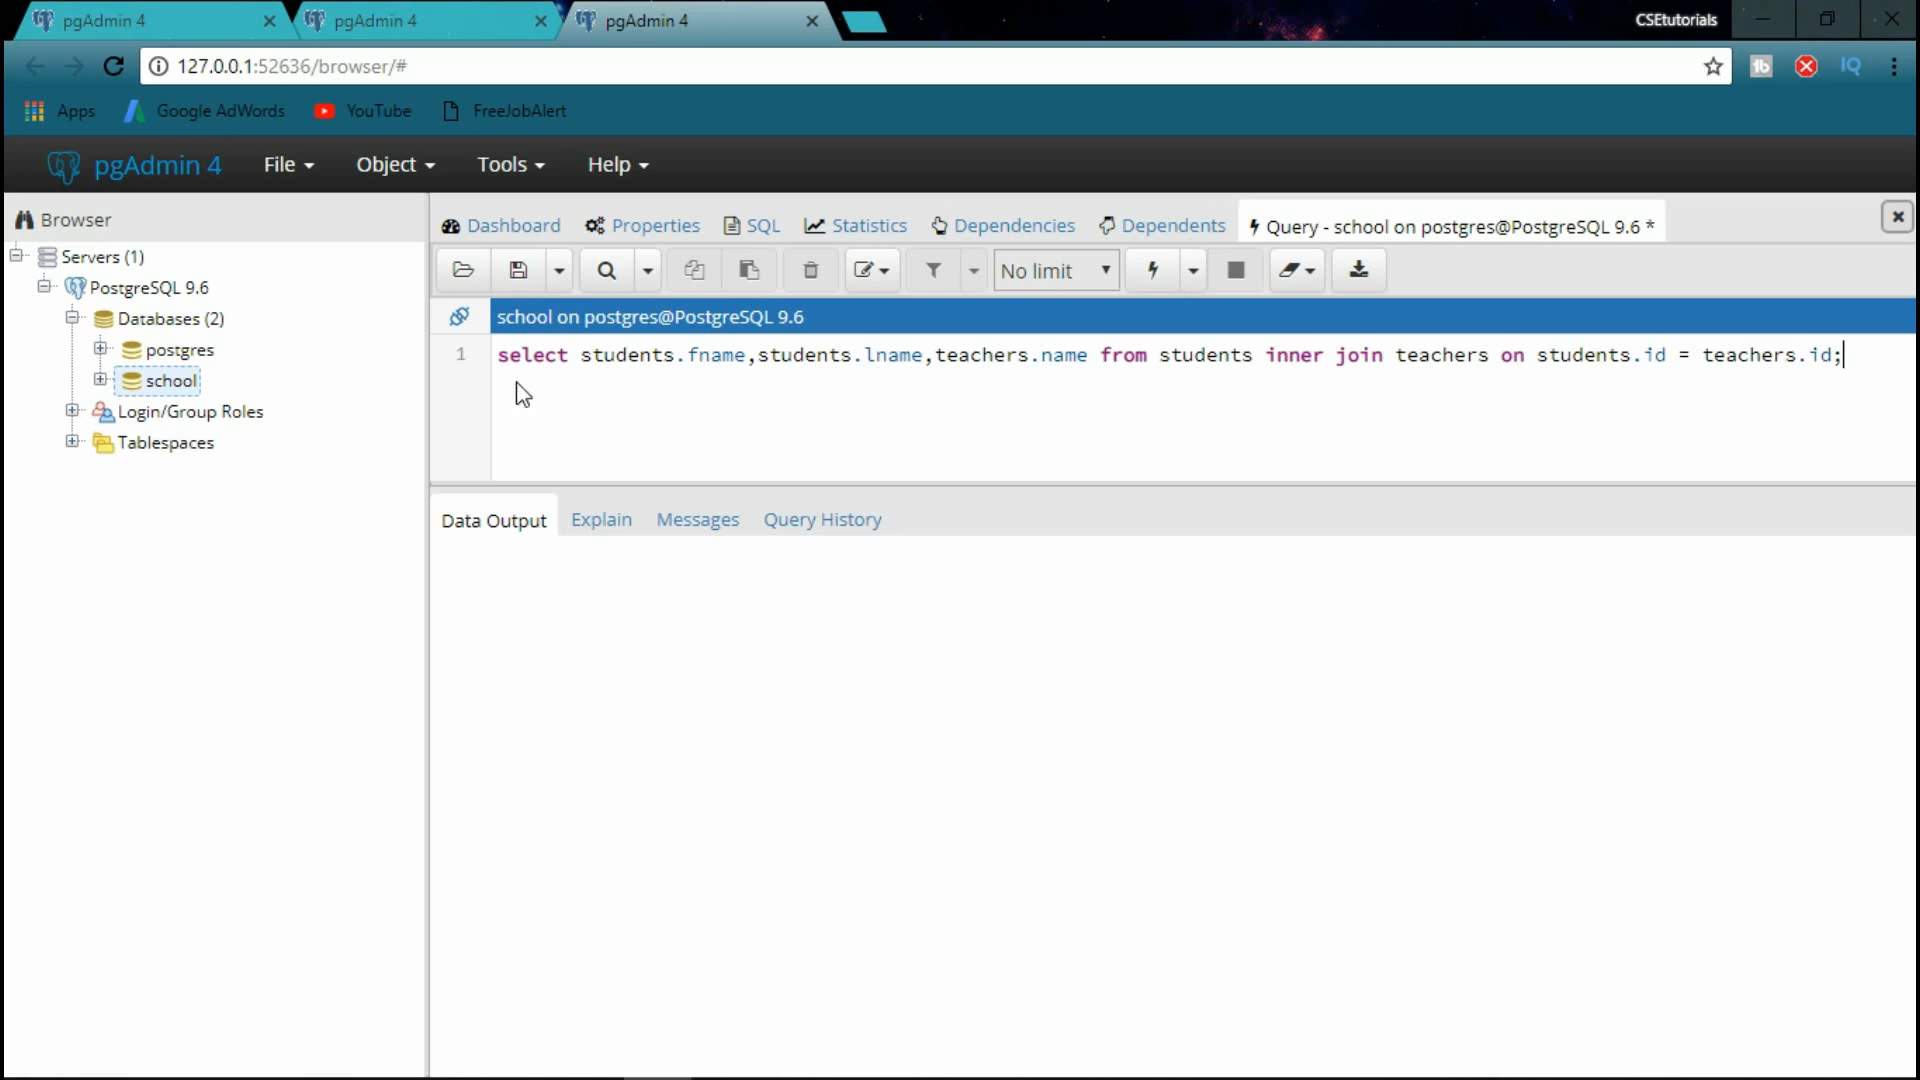 pgAdmin 4 pgAdmin 4 pgAdmin 4 CSEtutorials
127.0.0.1:52636/browser/# 1b IQ
Apps Google AdWords YouTube FreeJobAlert
pgAdmin 4 File Object Tools Help
Browser
Dashboard Properties SQL Statistics Dependencies Dependents Query - school on postgres@PostgreSQL 9.6 *
Servers (1)
PostgreSQL 9.6
Databases (2)
postgres
school
Login/Group Roles
Tablespaces
No limit
school on postgres@PostgreSQL 9.6
1 select students.fname,students.lname,teachers.name from students inner join teachers on students.id = teachers.id;
Data Output Explain Messages Query History